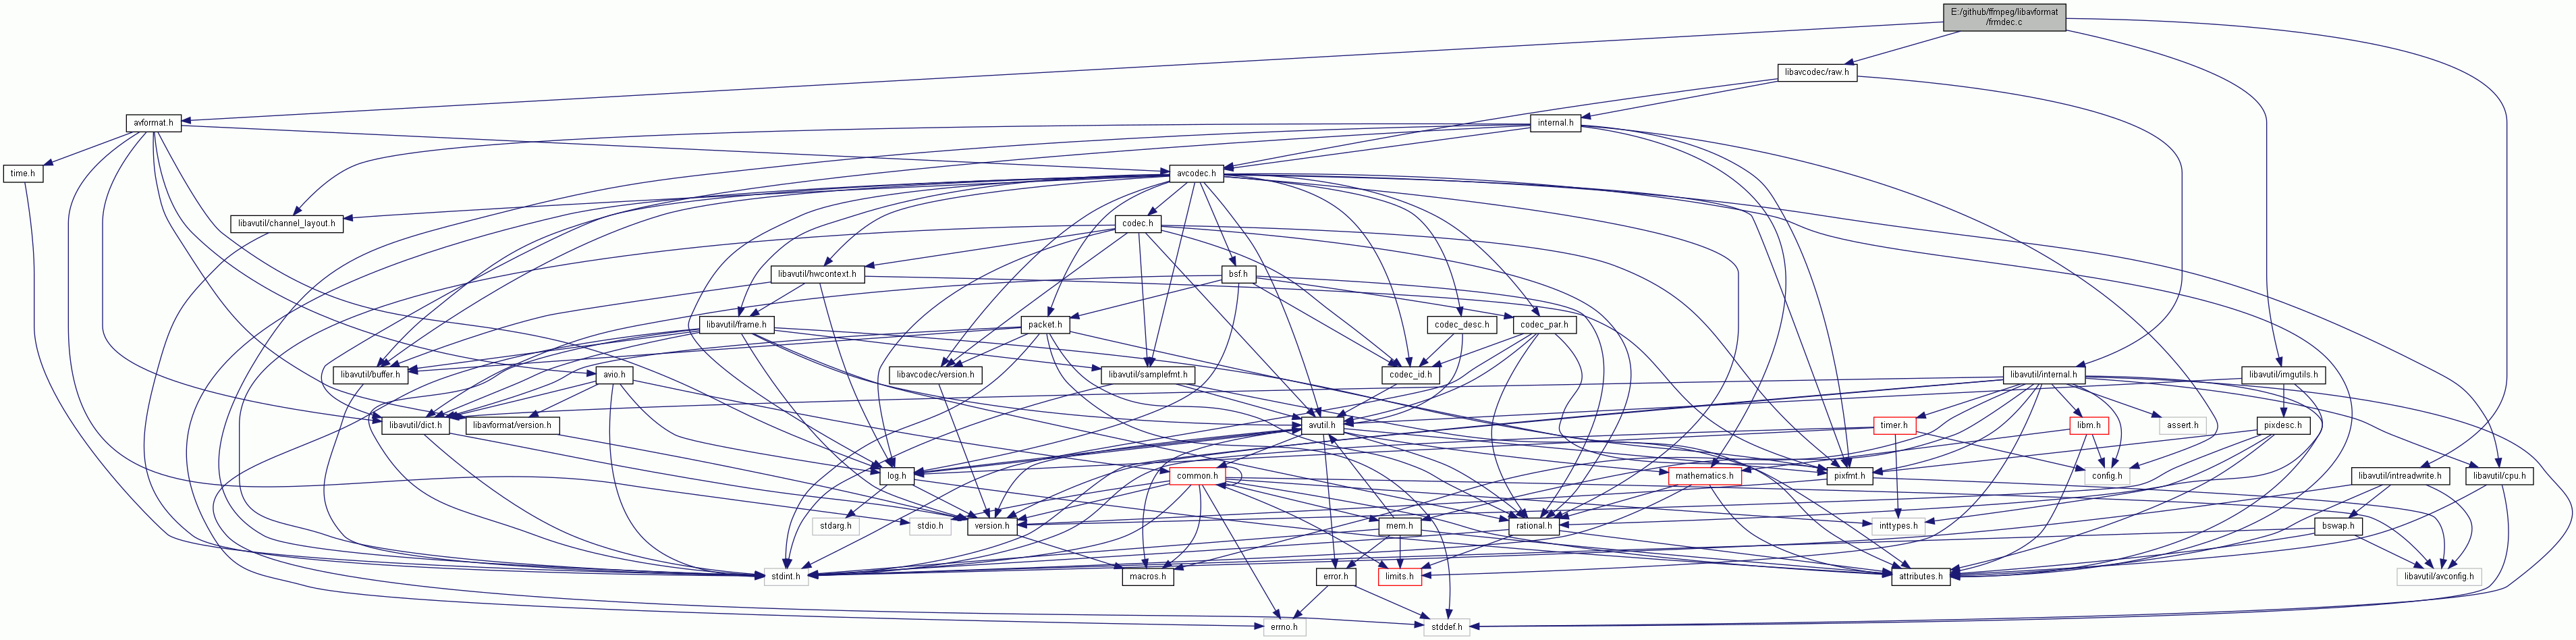 E:/github/ffmpeg/libavformat
/frmdec.c
libavcodec/raw.h
avformat.h
internal.h
time.h
avcodec.h
libavutil/channel_layout.h
codec.h
libavutil/hwcontext.h
bsf.h
libavutil/frame.h
packet.h
codec_desc.h
codec_par.h
libavutil/buffer.h
avio.h
libavcodec/version.h
libavutil/samplefmt.h
codec_id.h
libavutil/internal.h
libavutil/imgutils.h
libavutil/dict.h
libavformat/version.h
avutil.h
timer.h
libm.h
assert.h
pixdesc.h
log.h
common.h
mathematics.h
pixfmt.h
config.h
libavutil/intreadwrite.h
libavutil/cpu.h
stdarg.h
stdio.h
version.h
mem.h
rational.h
inttypes.h
bswap.h
stdint.h
macros.h
error.h
limits.h
attributes.h
libavutil/avconfig.h
errno.h
stddef.h